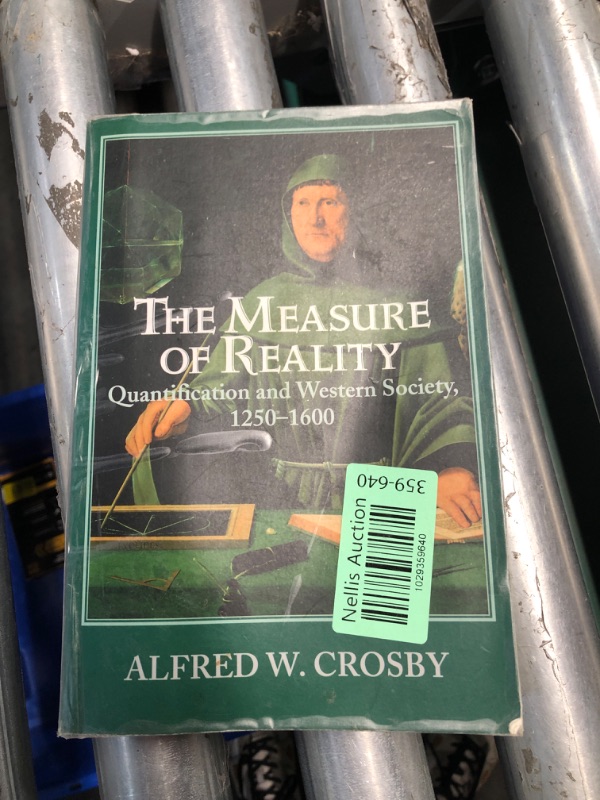 THE MEASURE
OF REALITY
Quantification and Western Society,
1250–1600
Nellis Auction
359-640
1029359640
ALFRED W. CROSBY